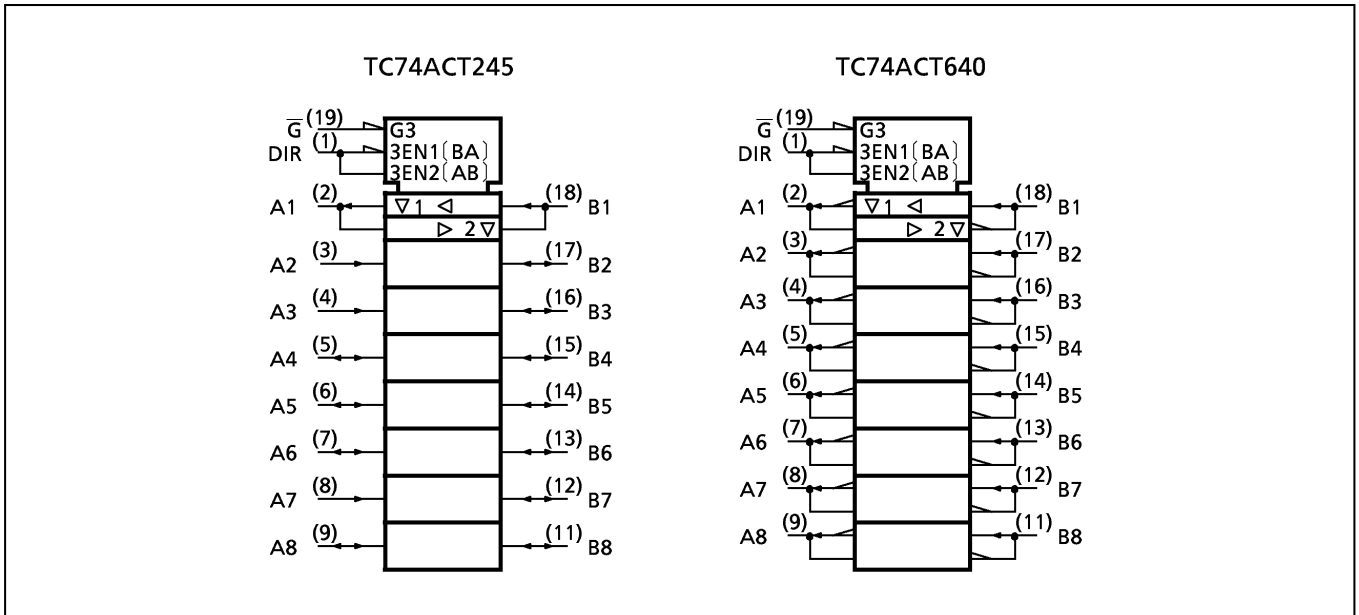 TC74ACT245
G (19)
DIR (1)
G3
3EN1[BA]
3EN2[AB]
A1 (2) ▽1 ◁ (18) B1
▷ 2▽
A2 (3) (17) B2
A3 (4) (16) B3
A4 (5) (15) B4
A5 (6) (14) B5
A6 (7) (13) B6
A7 (8) (12) B7
A8 (9) (11) B8
TC74ACT640
G (19)
DIR (1)
G3
3EN1[BA]
3EN2[AB]
A1 (2) ▽1 ◁ (18) B1
▷ 2▽
A2 (3) (17) B2
A3 (4) (16) B3
A4 (5) (15) B4
A5 (6) (14) B5
A6 (7) (13) B6
A7 (8) (12) B7
A8 (9) (11) B8